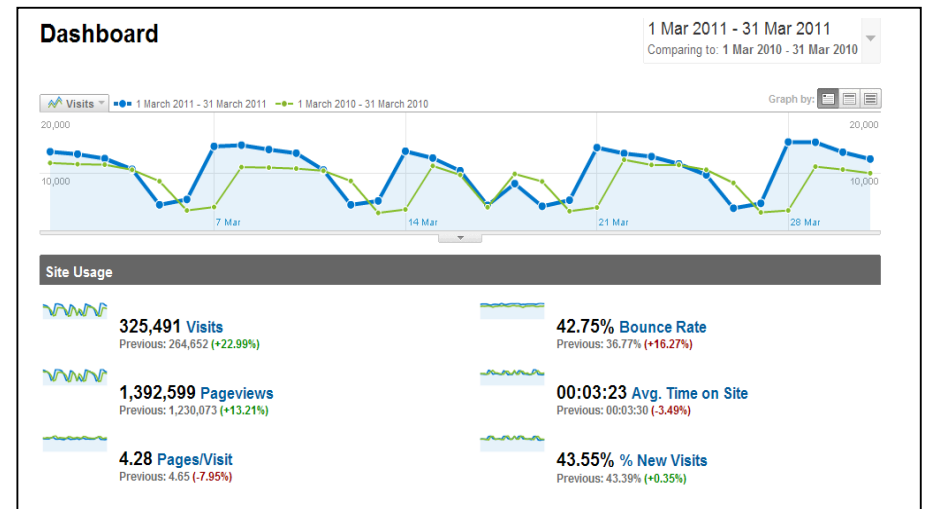 Dashboard
1 Mar 2011 - 31 Mar 2011
Comparing to: 1 Mar 2010 - 31 Mar 2010
Visits 1 March 2011 - 31 March 2011 1 March 2010 - 31 March 2010
Graph by:
20,000 20,000
10,000 10,000
7 Mar 14 Mar 21 Mar 28 Mar
Site Usage
325,491 Visits
Previous: 264,652 (+22.99%)
42.75% Bounce Rate
Previous: 36.77% (+16.27%)
1,392,599 Pageviews
Previous: 1,230,073 (+13.21%)
00:03:23 Avg. Time on Site
Previous: 00:03:30 (-3.49%)
4.28 Pages/Visit
Previous: 4.65 (-7.95%)
43.55% % New Visits
Previous: 43.39% (+0.35%)